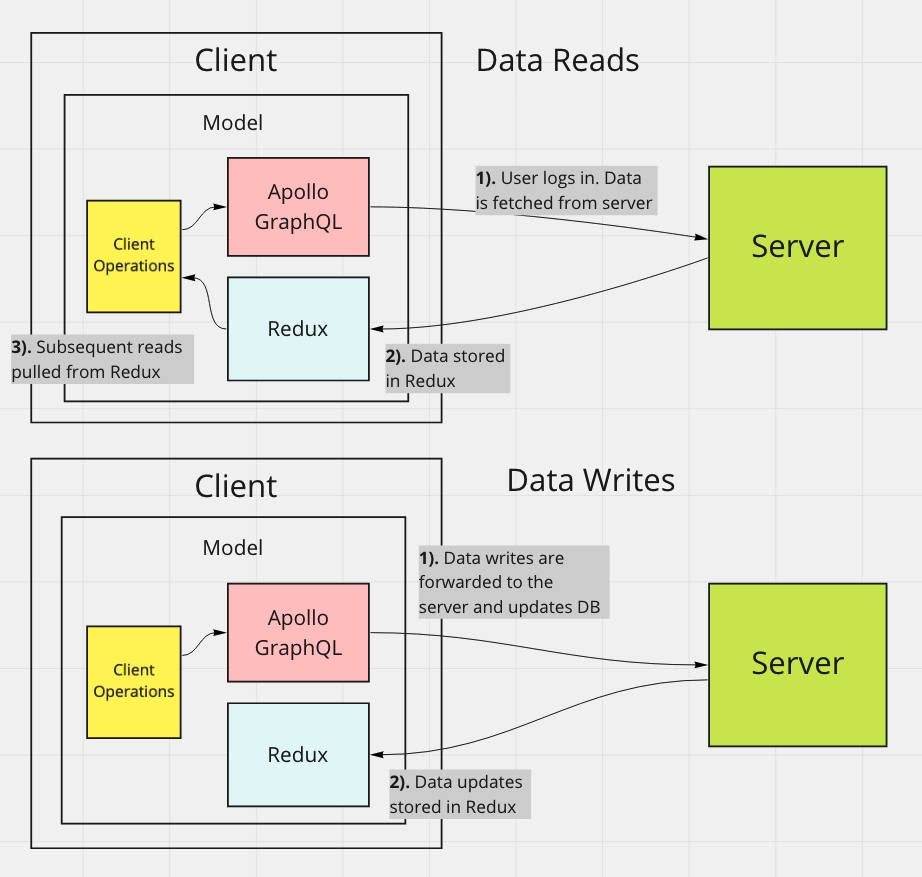 Client
Data Reads
Model
Apollo
GraphQL
1). User logs in. Data
is fetched from server
Client
Operations
Server
Redux
3). Subsequent reads
pulled from Redux
2). Data stored
in Redux
Client
Data Writes
Model
1). Data writes are
forwarded to the
server and updates DB
Apollo
GraphQL
Client
Operations
Server
Redux
2). Data updates
stored in Redux